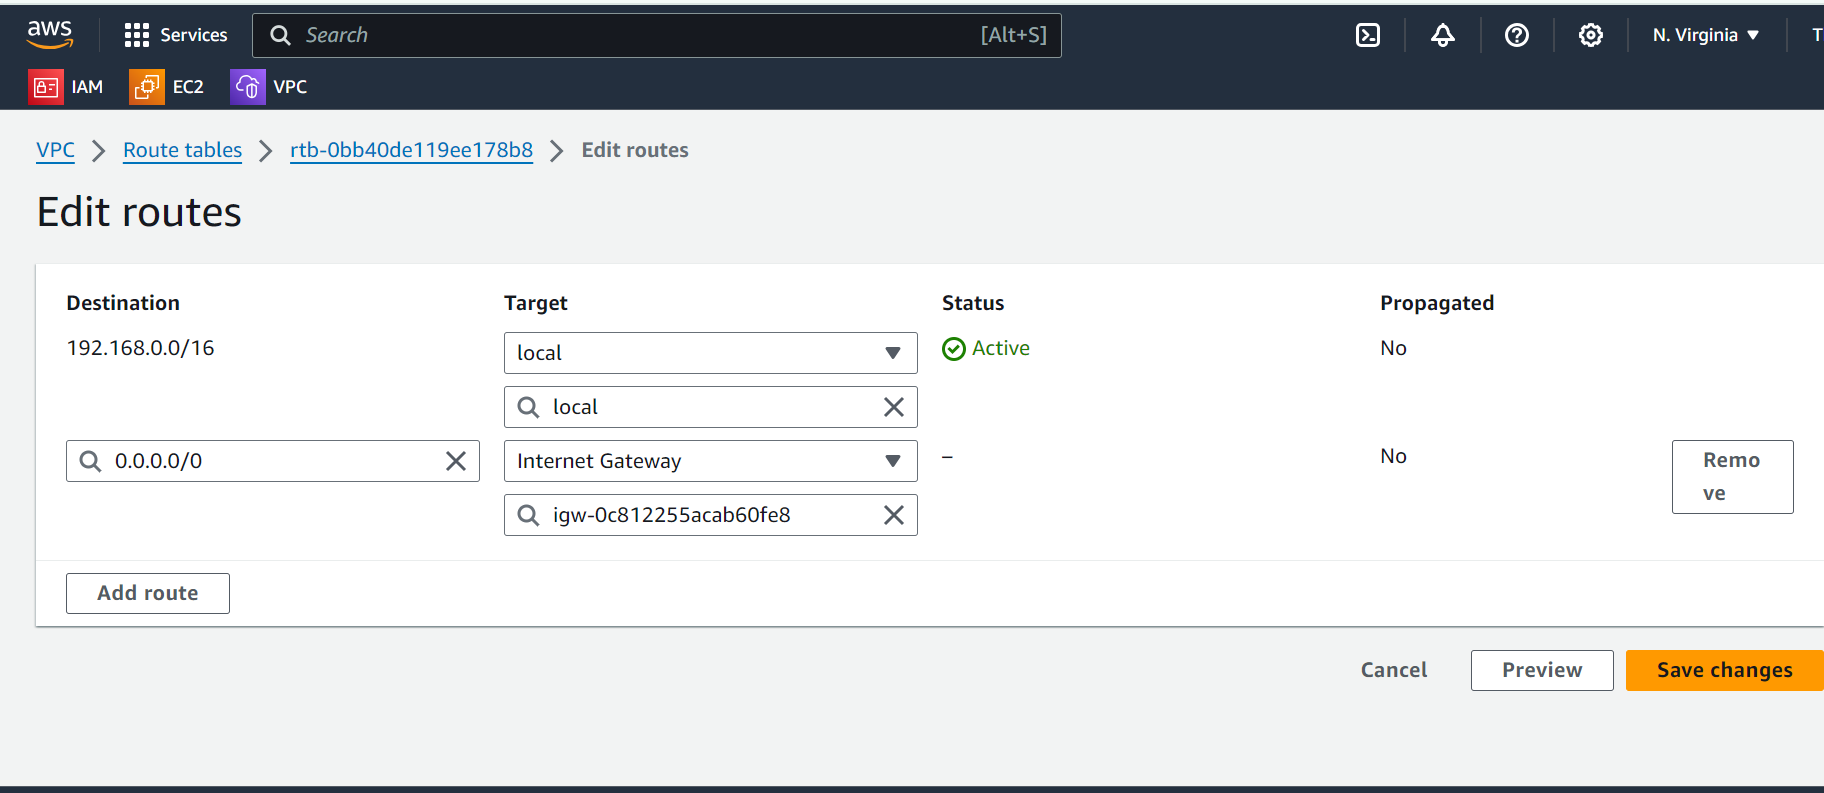 aws
Services
Search
[Alt+S]
N. Virginia
T
IAM
EC2
VPC
VPC
Route tables
rtb-0bb40de119ee178b8
Edit routes
Edit routes
Destination
Target
Status
Propagated
192.168.0.0/16
local
Active
No
local
0.0.0.0/0
Internet Gateway
–
No
Remo
ve
igw-0c812255acab60fe8
Add route
Cancel
Preview
Save changes